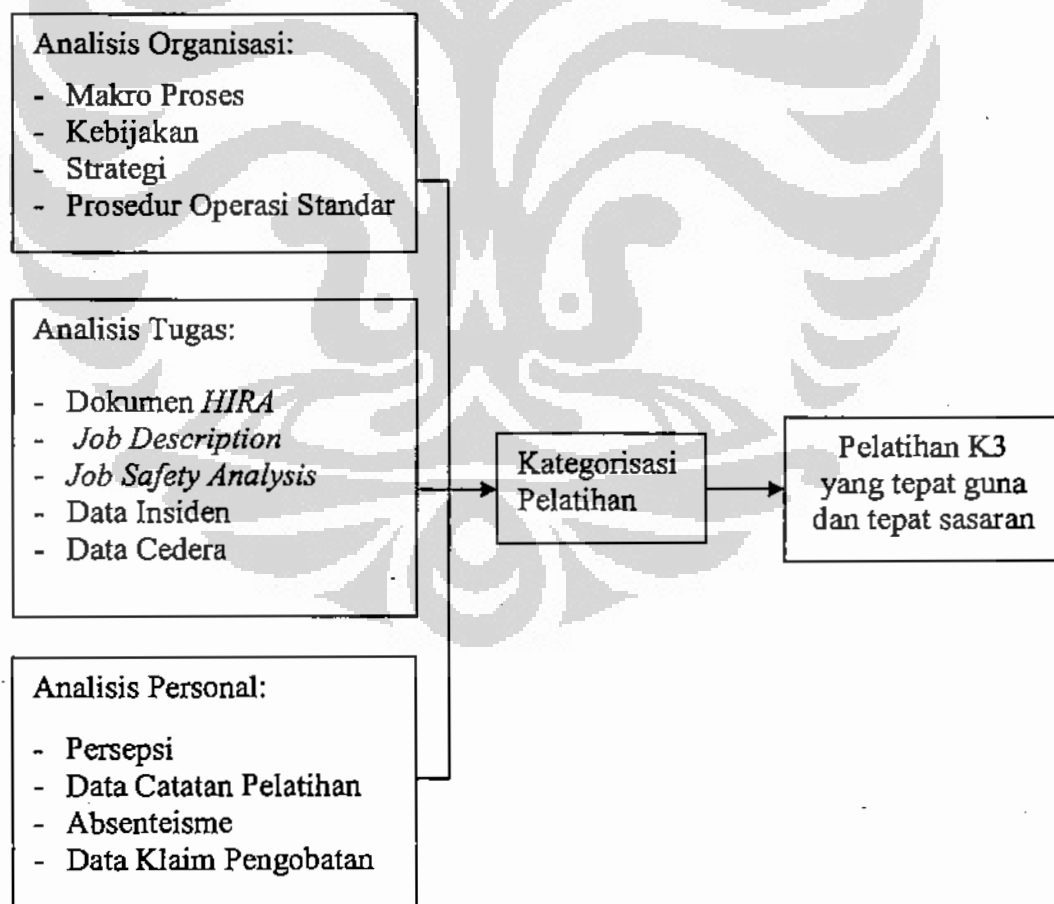 Analisis Organisasi:
- Makro Proses
- Kebijakan
- Strategi
- Prosedur Operasi Standar
Analisis Tugas:
- Dokumen HIRA
- Job Description
- Job Safety Analysis
- Data Insiden
- Data Cedera
Analisis Personal:
- Persepsi
- Data Catatan Pelatihan
- Absenteisme
- Data Klaim Pengobatan
Kategorisasi
Pelatihan
Pelatihan K3
yang tepat guna
dan tepat sasaran